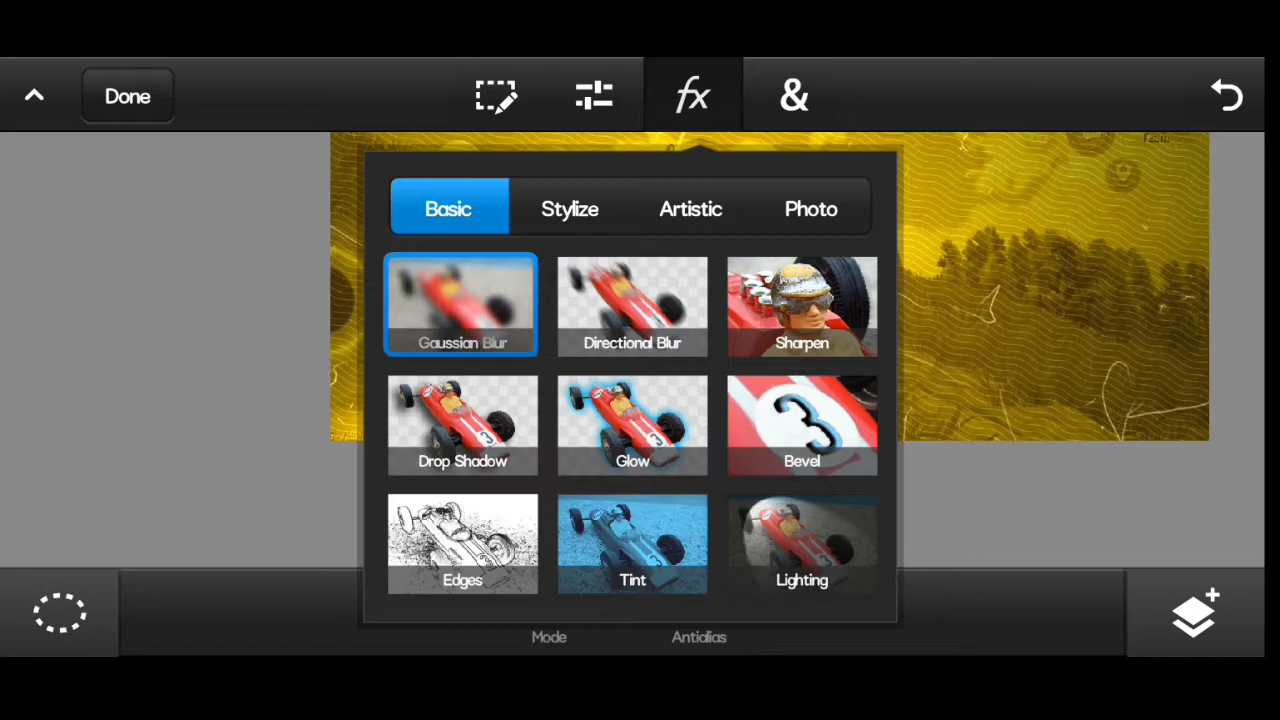 Done
fx
&
Basic Stylize Artistic Photo
Gaussian Blur Directional Blur Sharpen
3
Drop Shadow Glow Bevel
Edges Tint Lighting
Mode Antialias